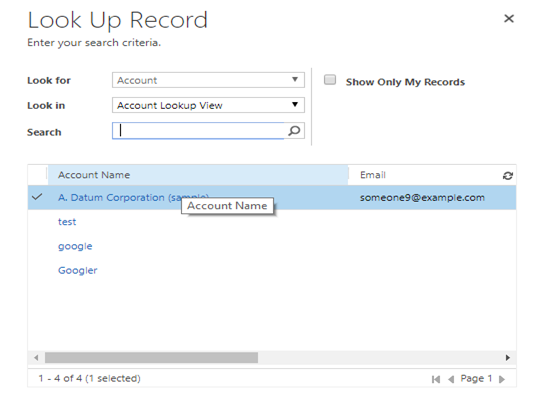 Look Up Record
Enter your search criteria.
Look for
Account
Show Only My Records
Look in
Account Lookup View
Search
Account Name
Email
A. Datum Corporation (sample)
someone9@example.com
Account Name
test
google
Googler
1 - 4 of 4 (1 selected)
Page 1